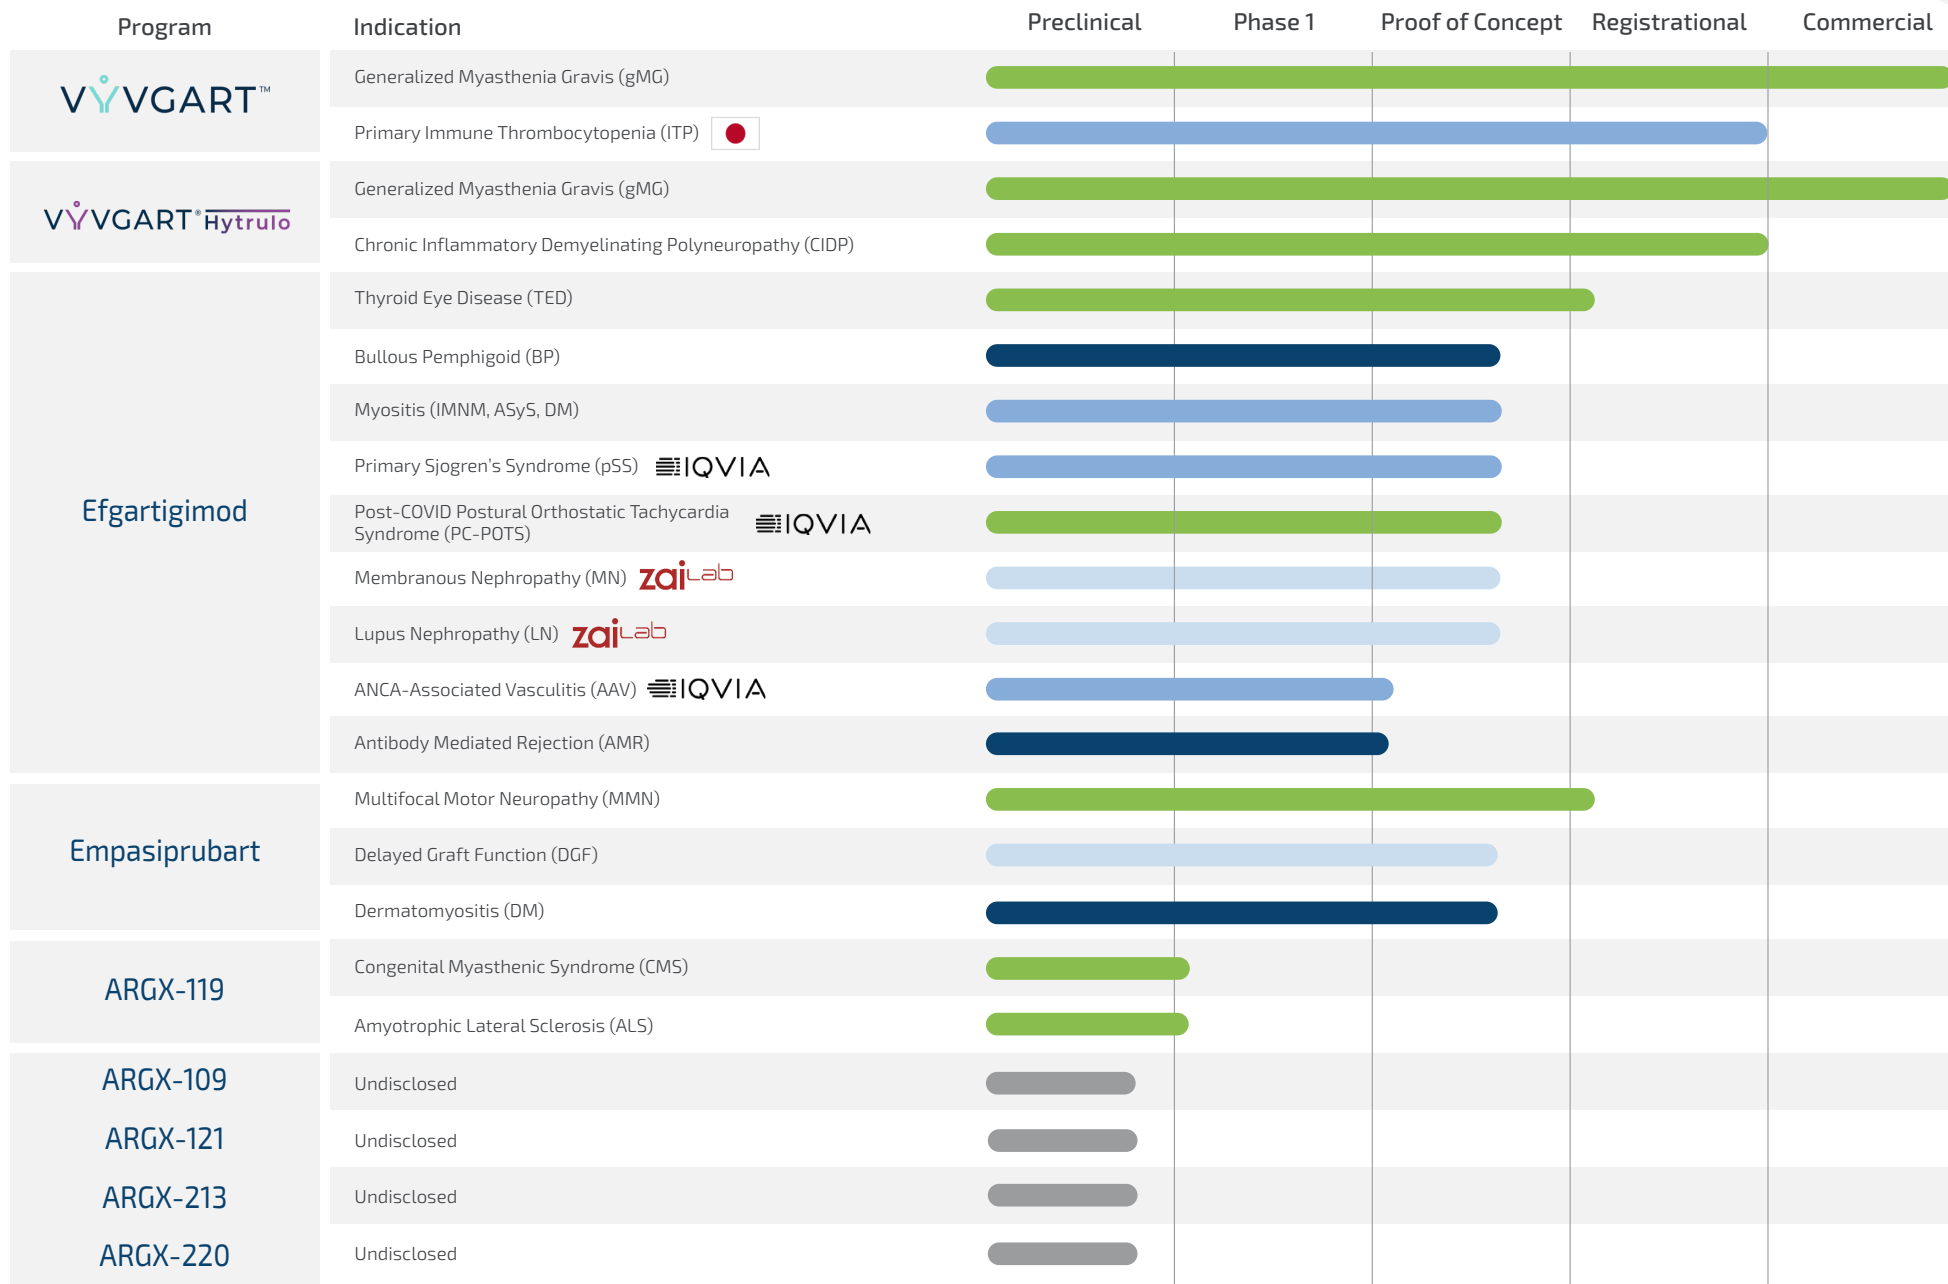 Program Indication Preclinical Phase 1 Proof of Concept Registrational Commercial
VYVGART™
Generalized Myasthenia Gravis (gMG)
Primary Immune Thrombocytopenia (ITP)
VYVGART® Hytrulo
Generalized Myasthenia Gravis (gMG)
Chronic Inflammatory Demyelinating Polyneuropathy (CIDP)
Efgartigimod
Thyroid Eye Disease (TED)
Bullous Pemphigoid (BP)
Myositis (IMNM, ASyS, DM)
Primary Sjogren's Syndrome (pSS) IQVIA
Post-COVID Postural Orthostatic Tachycardia
Syndrome (PC-POTS) IQVIA
Membranous Nephropathy (MN) zai Lab
Lupus Nephropathy (LN) zai Lab
ANCA-Associated Vasculitis (AAV) IQVIA
Antibody Mediated Rejection (AMR)
Empasiprubart
Multifocal Motor Neuropathy (MMN)
Delayed Graft Function (DGF)
Dermatomyositis (DM)
ARGX-119
Congenital Myasthenic Syndrome (CMS)
Amyotrophic Lateral Sclerosis (ALS)
ARGX-109 Undisclosed
ARGX-121 Undisclosed
ARGX-213 Undisclosed
ARGX-220 Undisclosed